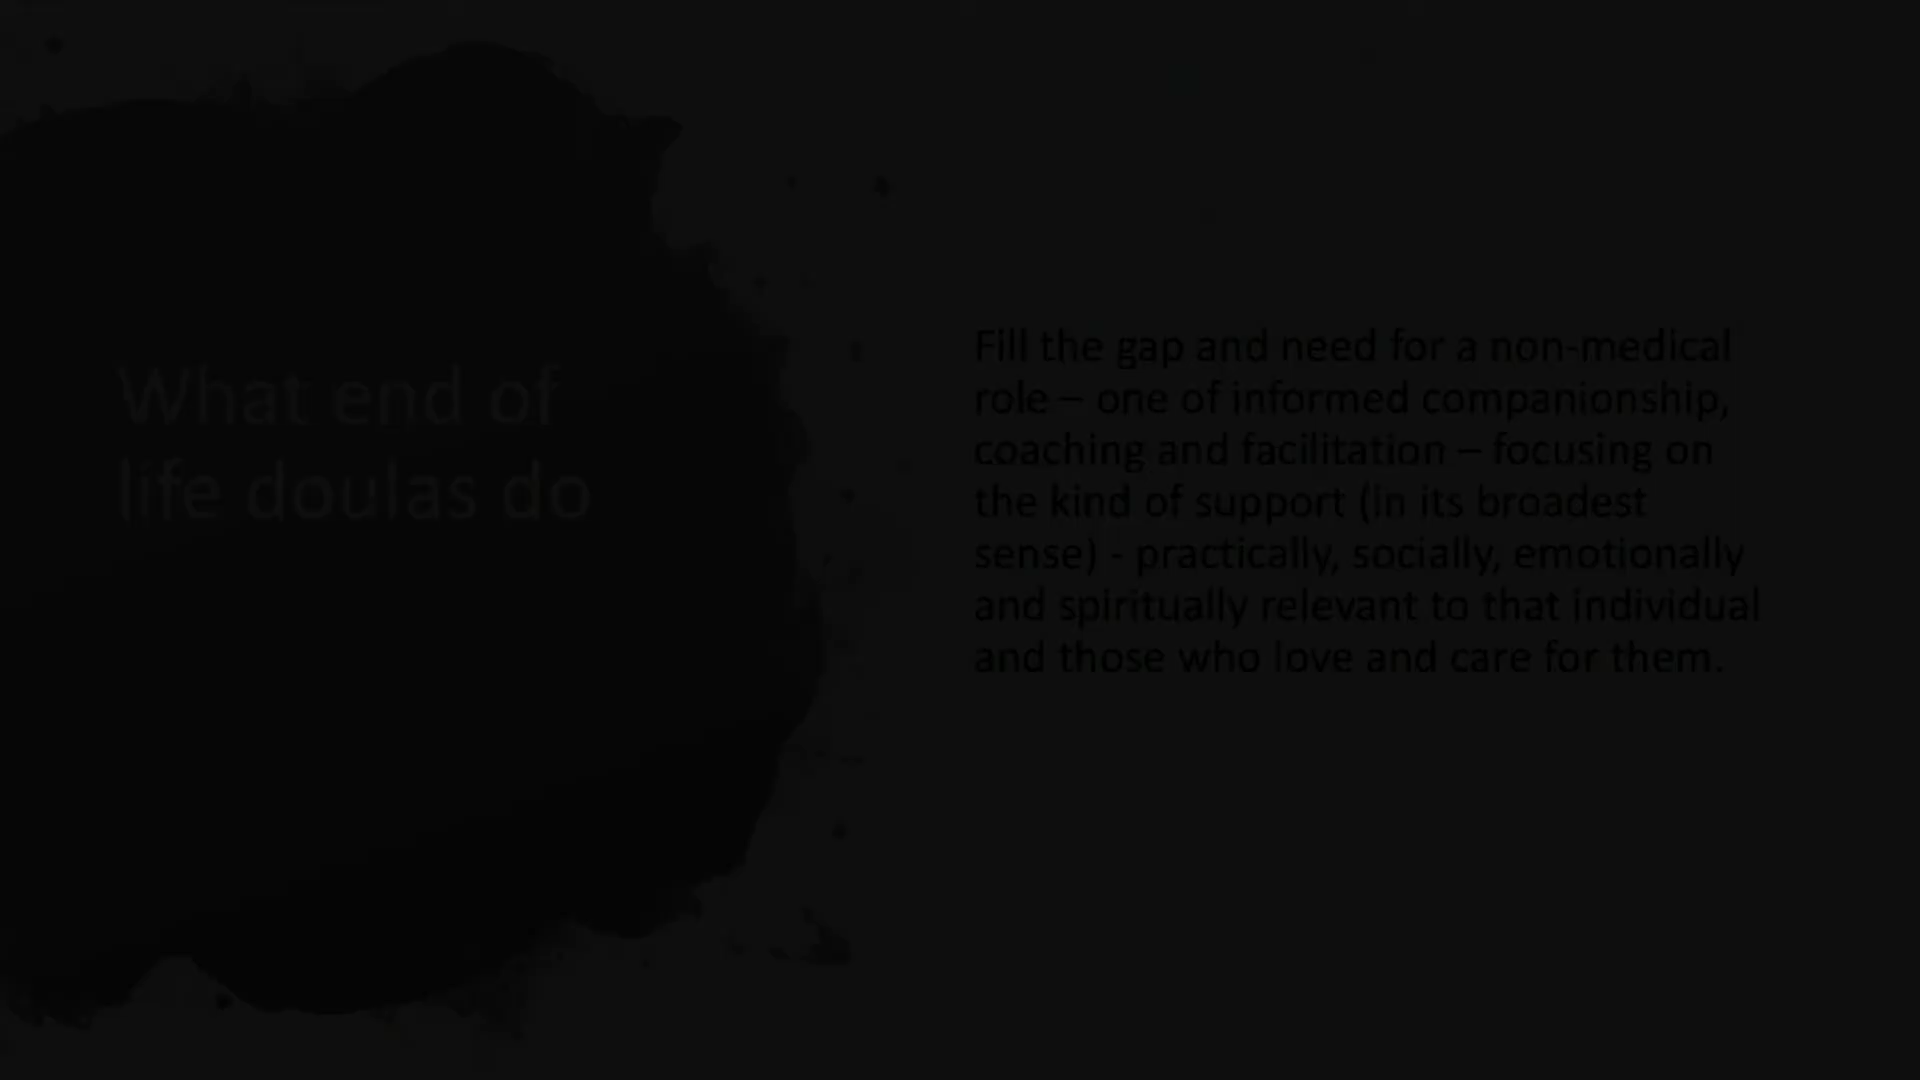 What end of
life doulas do
Fill the gap and need for a non-medical
role – one of informed companionship,
coaching and facilitation – focusing on
the kind of support (in its broadest
sense) - practically, socially, emotionally
and spiritually relevant to that individual
and those who love and care for them.